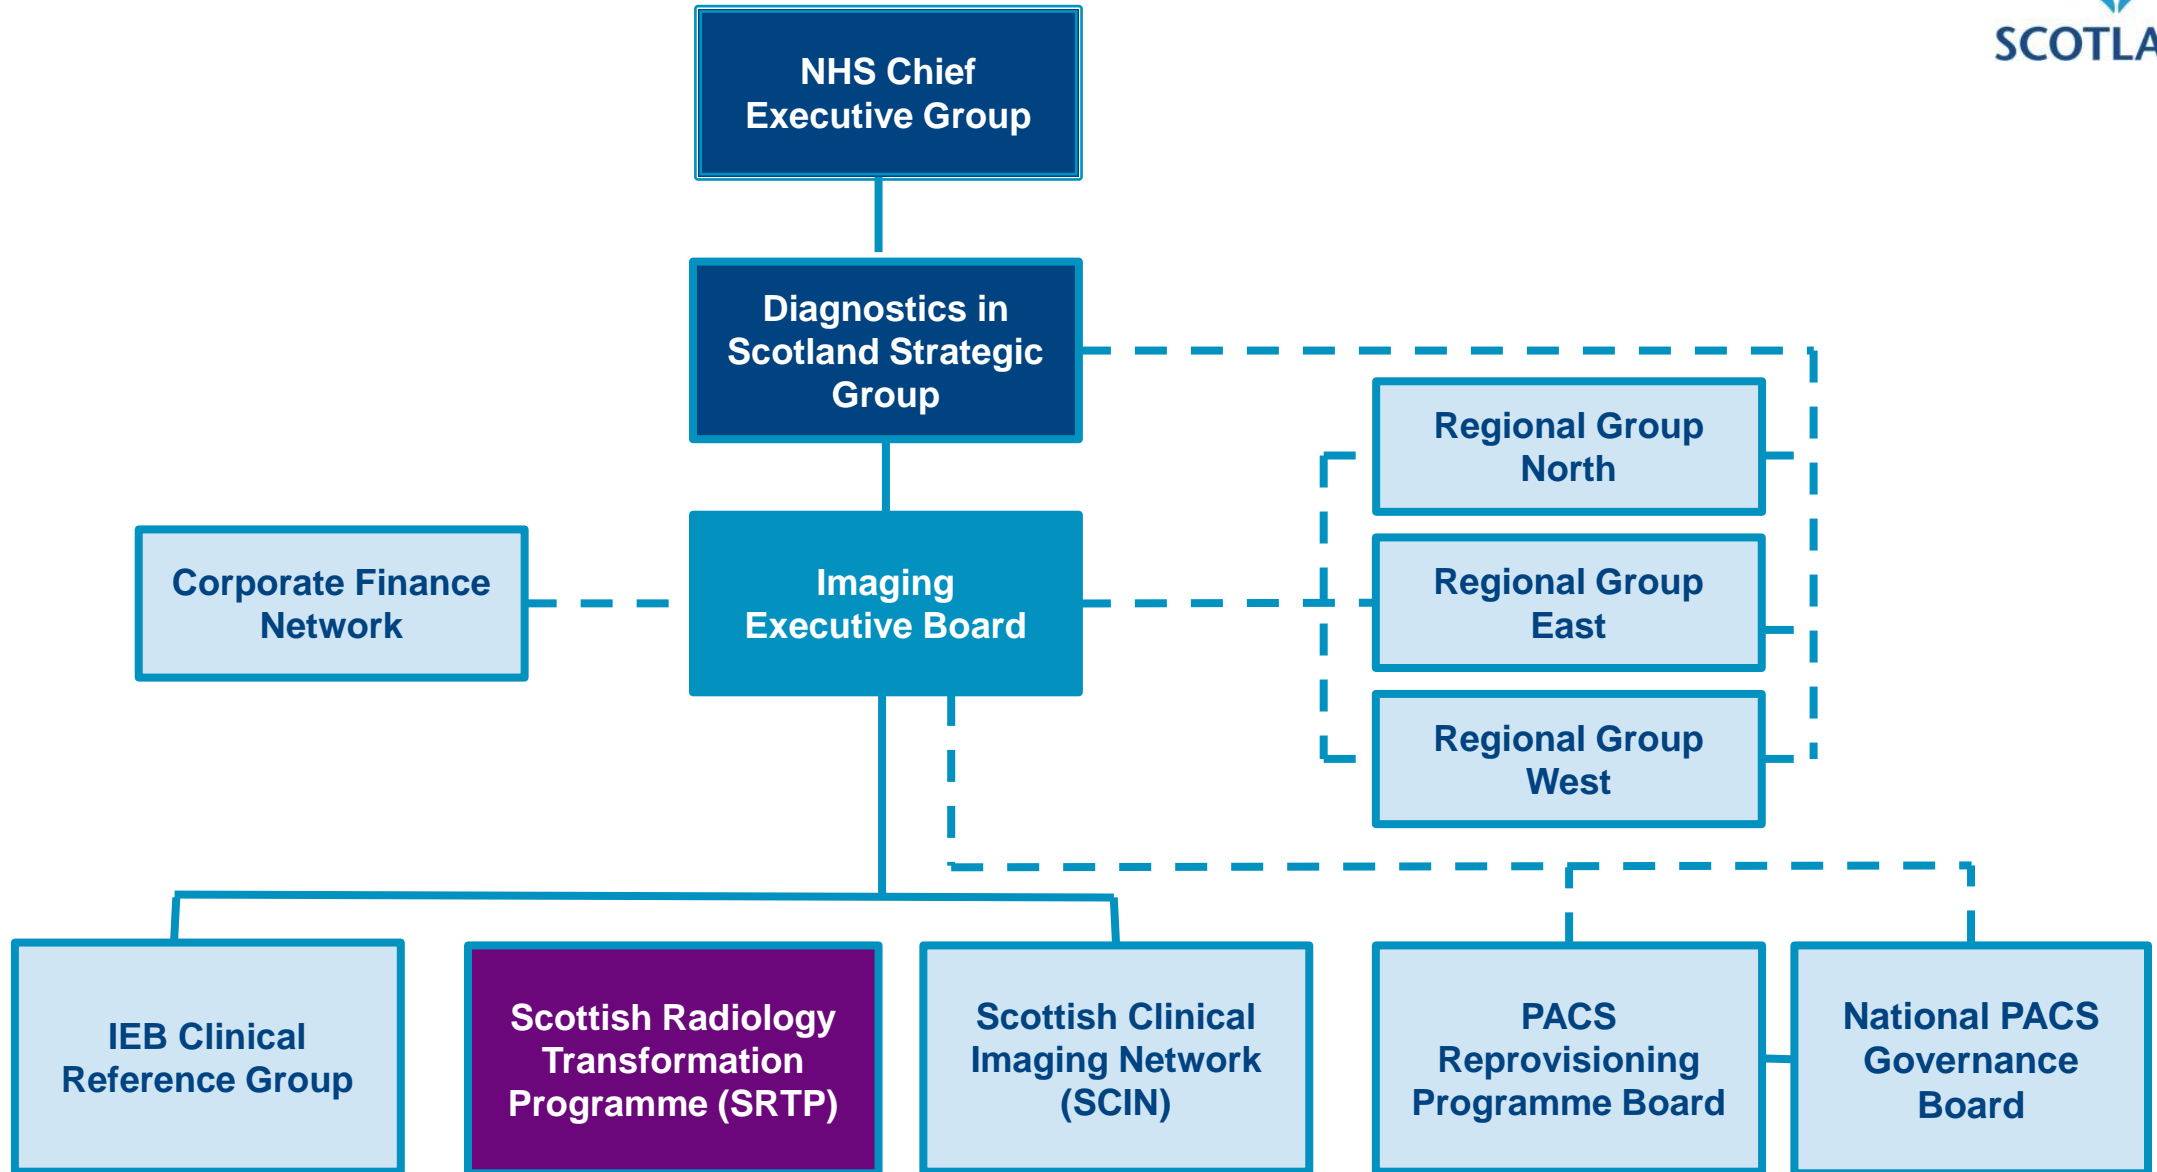 SCOTLA
NHS Chief
Executive Group
Diagnostics in
Scotland Strategic
Group
Regional Group
North
Corporate Finance
Network
Imaging
Executive Board
Regional Group
East
Regional Group
West
IEB Clinical
Reference Group
Scottish Radiology
Transformation
Programme (SRTP)
Scottish Clinical
Imaging Network
(SCIN)
PACS
Reprovisioning
Programme Board
National PACS
Governance
Board